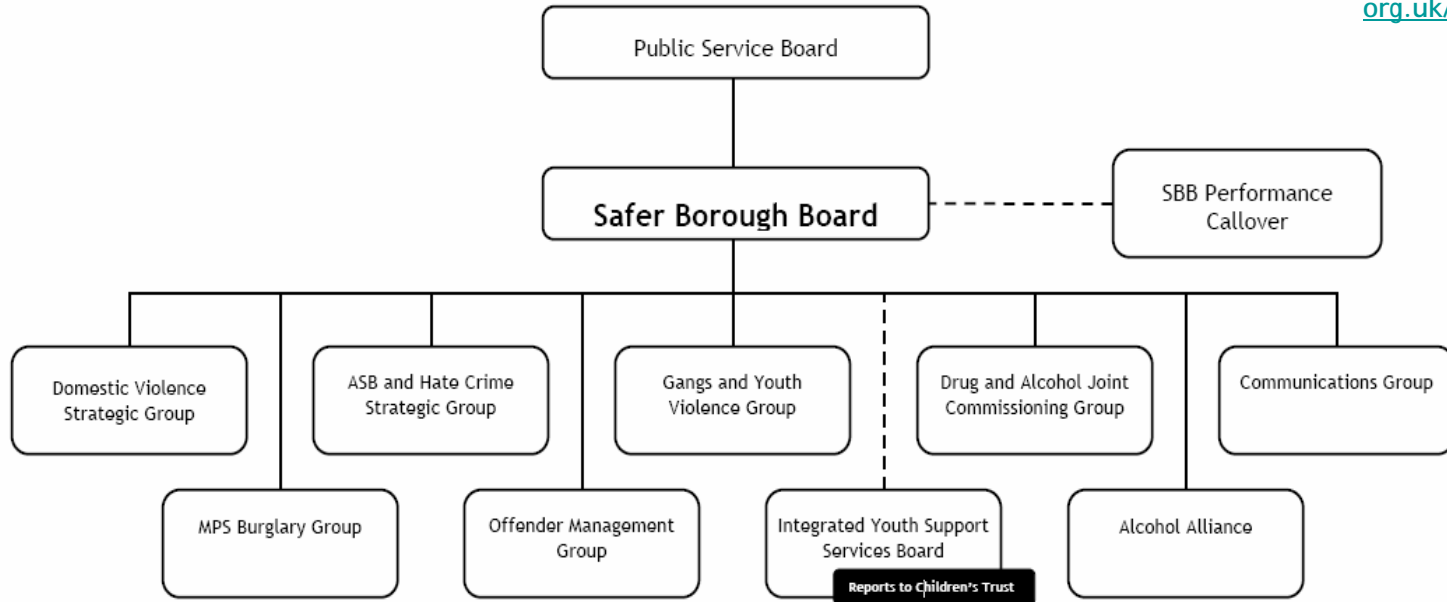 org.uk/
Public Service Board
Safer Borough Board
SBB Performance
Callover
Domestic Violence
Strategic Group
ASB and Hate Crime
Strategic Group
Gangs and Youth
Violence Group
Drug and Alcohol Joint
Commissioning Group
Communications Group
MPS Burglary Group
Offender Management
Group
Integrated Youth Support
Services Board
Alcohol Alliance
Reports to Children's Trust